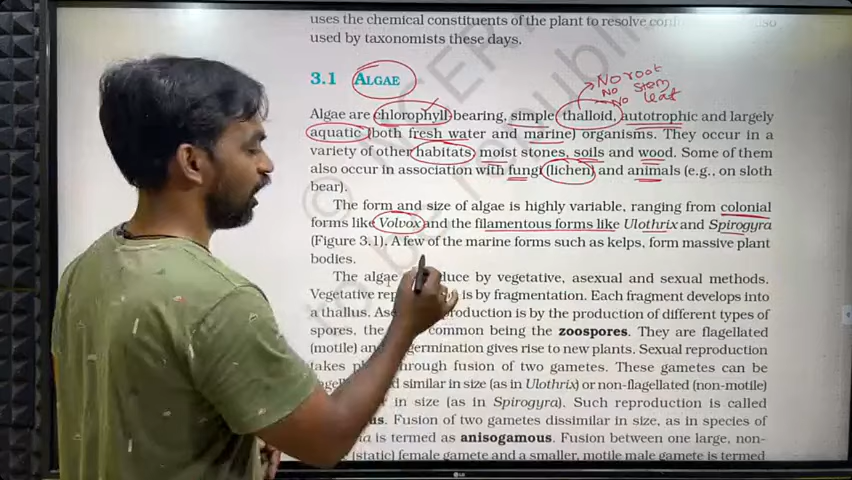 uses the chemical constituents of the plant to resolve
used by taxonomists these days.
No root
No stem
No leaf
3.1 ALGAE
Algae are chlorophyll bearing, simple, thalloid, autotrophic and largely
aquatic (both fresh water and marine) organisms. They occur in a
variety of other habitats: moist stones, soils and wood. Some of them
also occur in association with fungi (lichen) and animals (e.g., on sloth
bear).
The form and size of algae is highly variable, ranging from colonial
forms like Volvox and the filamentous forms like Ulothrix and Spirogyra
(Figure 3.1). A few of the marine forms such as kelps, form massive plant
bodies.
The algae by vegetative, asexual and sexual methods.
Vegetative is by fragmentation. Each fragment develops into
a thallus. is by the production of different types of
spores, the common being the zoospores. They are flagellated
(motile) and germination gives rise to new plants. Sexual reproduction
takes through fusion of two gametes. These gametes can be
and similar in size (as in Ulothrix) or non-flagellated (non-motile)
in size (as in Spirogyra). Such reproduction is called
Fusion of two gametes dissimilar in size, as in species of
is termed as anisogamous. Fusion between one large, non-
(static) female gamete and a smaller, motile male gamete is termed
LG